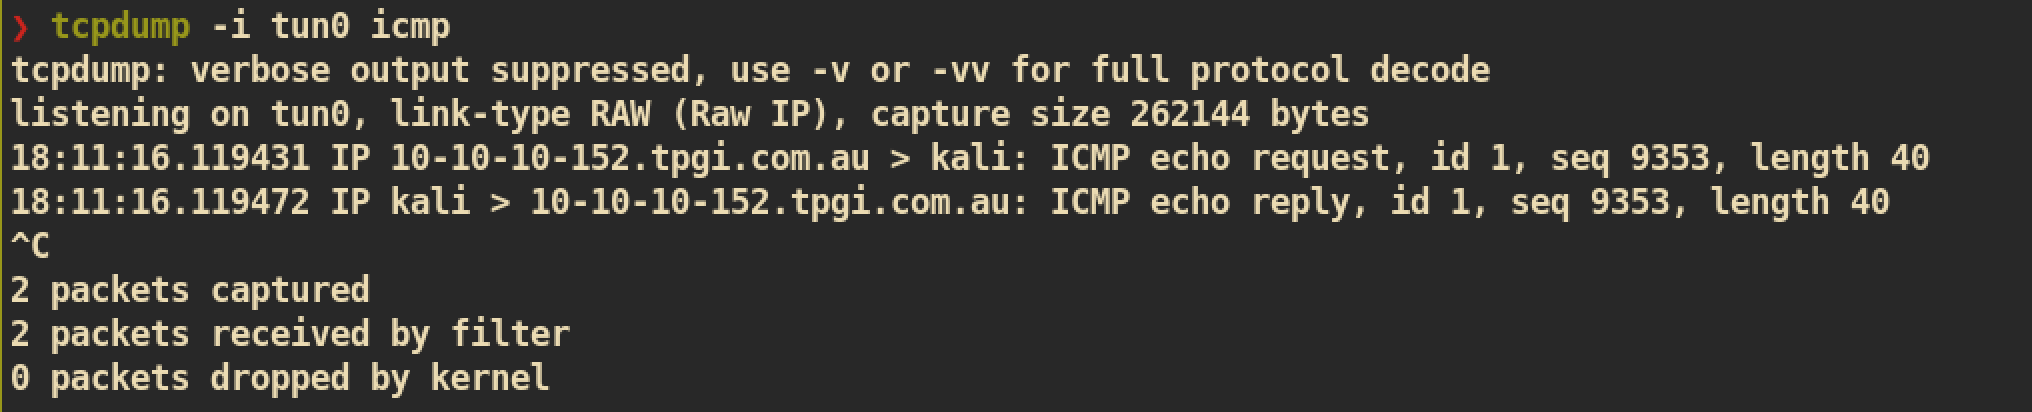 ❯ tcpdump -i tun0 icmp
tcpdump: verbose output suppressed, use -v or -vv for full protocol decode
listening on tun0, link-type RAW (Raw IP), capture size 262144 bytes
18:11:16.119431 IP 10-10-10-152.tpgi.com.au > kali: ICMP echo request, id 1, seq 9353, length 40
18:11:16.119472 IP kali > 10-10-10-152.tpgi.com.au: ICMP echo reply, id 1, seq 9353, length 40
^C
2 packets captured
2 packets received by filter
0 packets dropped by kernel